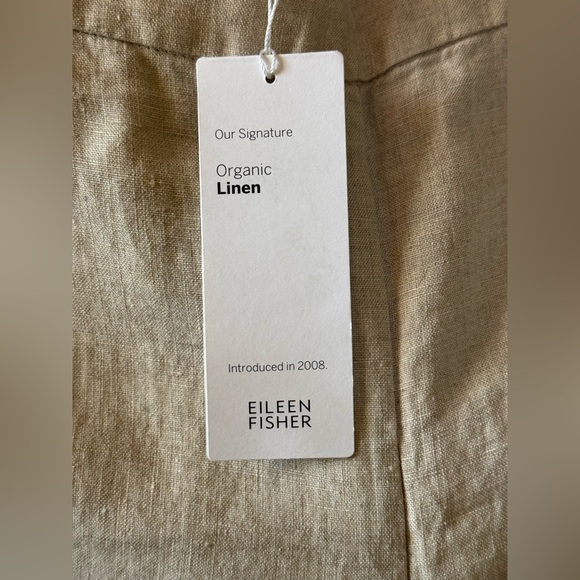 Our Signature
Organic
Linen
Introduced in 2008.
EILEEN
FISHER